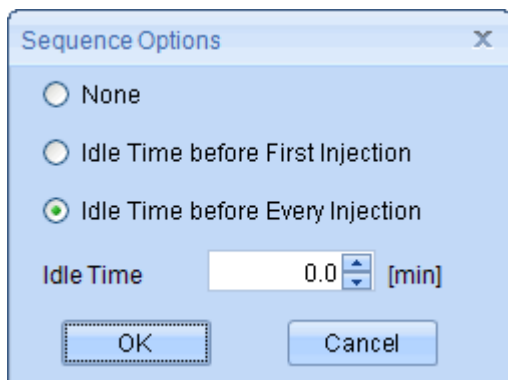 Sequence Options
None
Idle Time before First Injection
Idle Time before Every Injection
Idle Time 0.0 [min]
OK Cancel